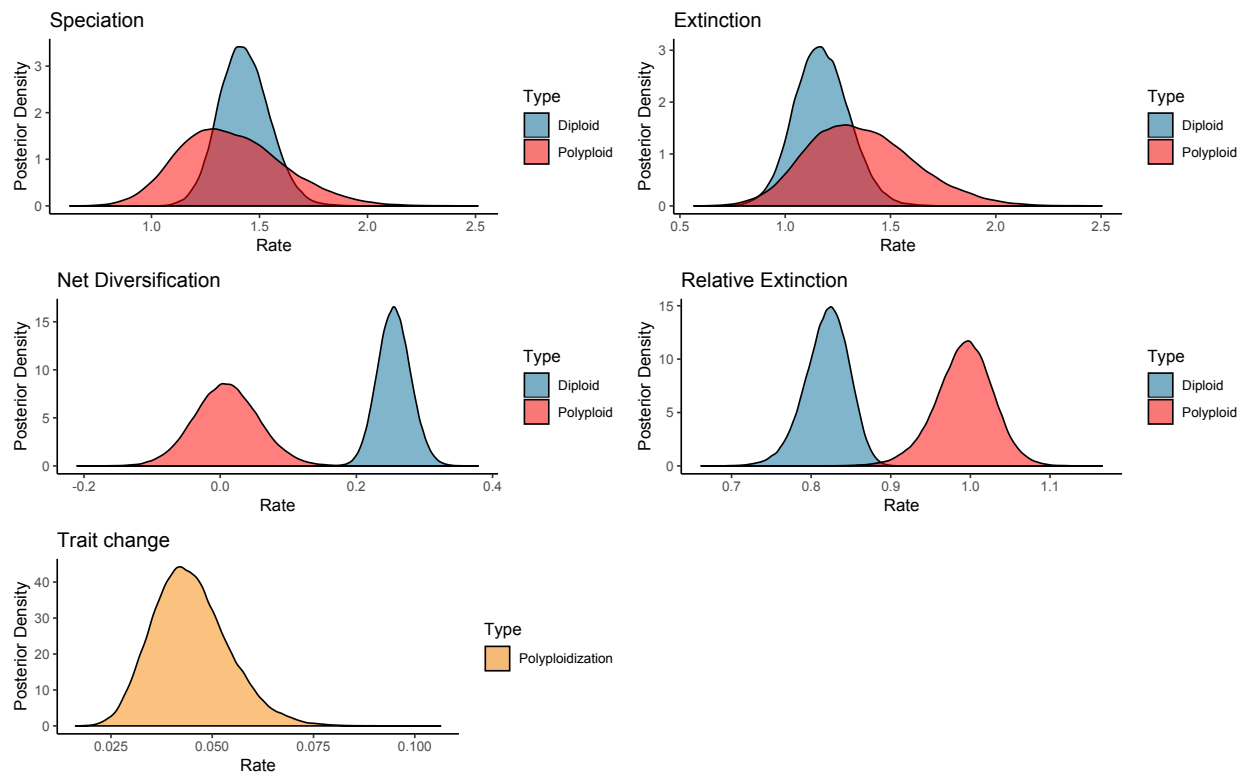 Speciation
Posterior Density
3
2
1
0
1.0 1.5 2.0 2.5
Rate
Type
Diploid
Polyploid
Extinction
Posterior Density
3
2
1
0
0.5 1.0 1.5 2.0 2.5
Rate
Type
Diploid
Polyploid
Net Diversification
Posterior Density
15
10
5
0
-0.2 0.0 0.2 0.4
Rate
Type
Diploid
Polyploid
Relative Extinction
Posterior Density
15
10
5
0
0.7 0.8 0.9 1.0 1.1
Rate
Type
Diploid
Polyploid
Trait change
Posterior Density
40
30
20
10
0
0.025 0.050 0.075 0.100
Rate
Type
Polyploidization